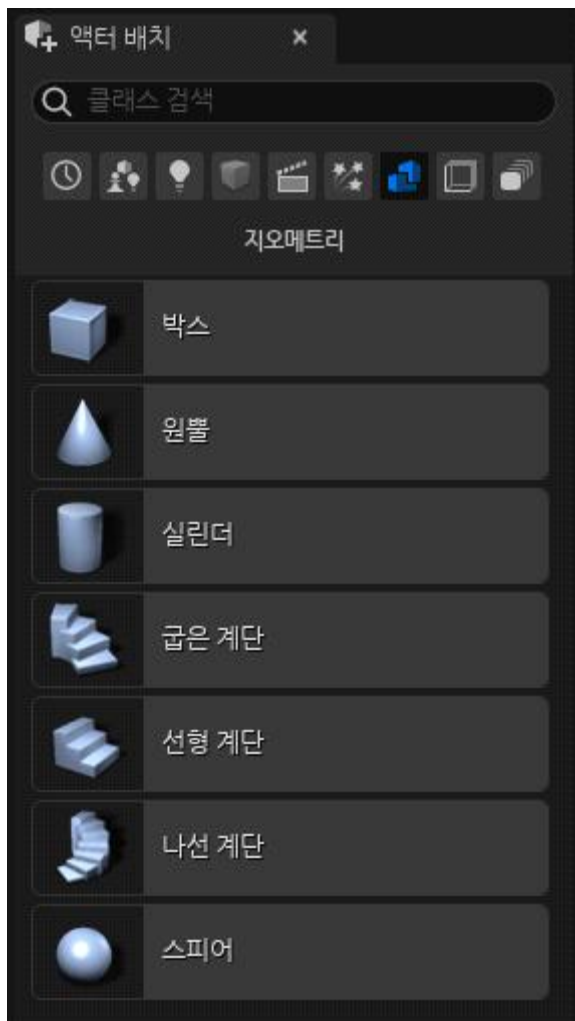 액터 배치
클래스 검색
지오메트리
박스
원뿔
실린더
굽은 계단
선형 계단
나선 계단
스피어